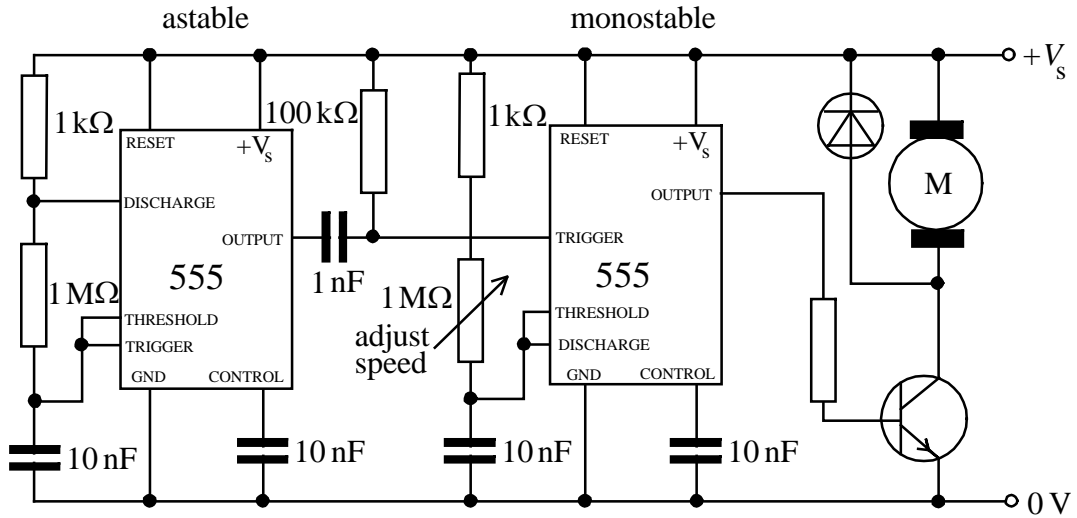 astable
monostable
+Vs
1 kΩ
RESET
+Vs
100 kΩ
1 kΩ
RESET
+Vs
DISCHARGE
OUTPUT
M
OUTPUT
TRIGGER
555
1 nF
555
1 MΩ
THRESHOLD
TRIGGER
1 MΩ
adjust
speed
THRESHOLD
DISCHARGE
GND
CONTROL
GND
CONTROL
10 nF
10 nF
10 nF
10 nF
0 V